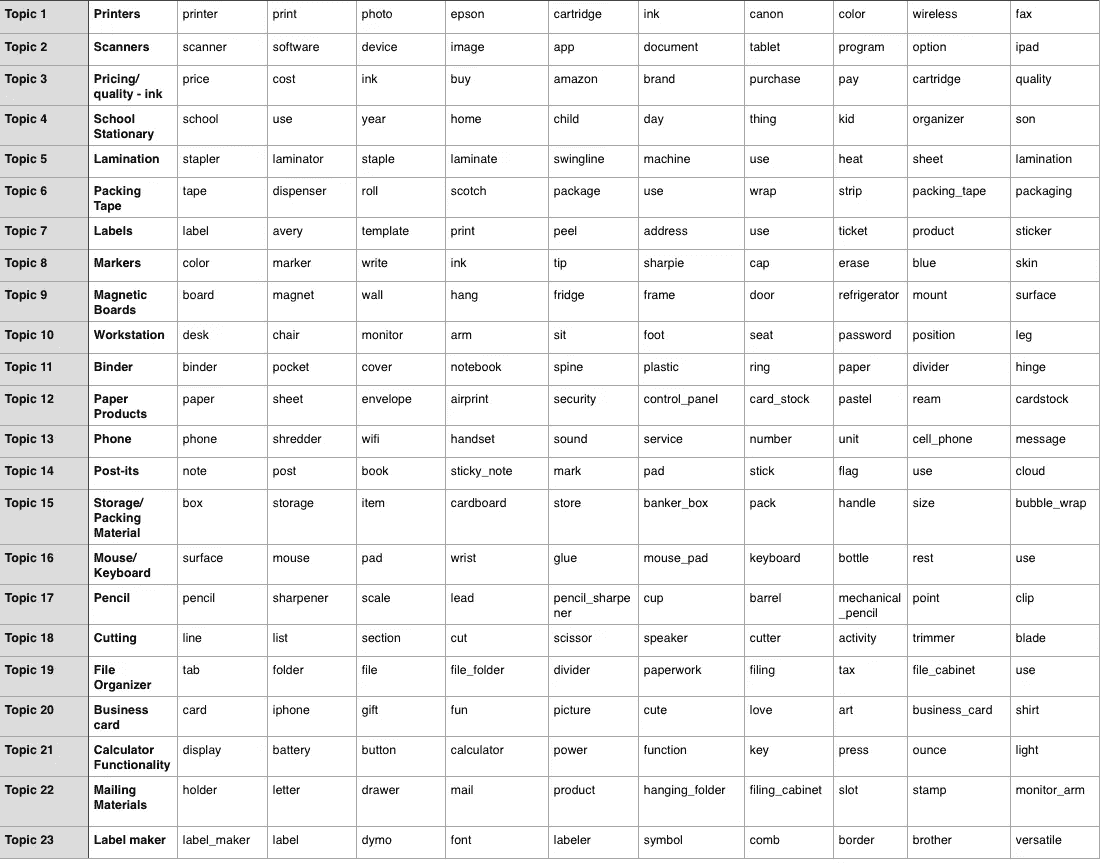 Topic 1 Printers printer print photo epson cartridge ink canon color wireless fax
Topic 2 Scanners scanner software device image app document tablet program option ipad
Topic 3 Pricing/ price cost ink buy amazon brand purchase pay cartridge quality
quality - ink
Topic 4 School school use year home child day thing kid organizer son
Stationary
Topic 5 Lamination stapler laminator staple laminate swingline machine use heat sheet lamination
Topic 6 Packing tape dispenser roll scotch package use wrap strip packing_tape packaging
Tape
Topic 7 Labels label avery template print peel address use ticket product sticker
Topic 8 Markers color marker write ink tip sharpie cap erase blue skin
Topic 9 Magnetic board magnet wall hang fridge frame door refrigerator mount surface
Boards
Topic 10 Workstation desk chair monitor arm sit foot seat password position leg
Topic 11 Binder binder pocket cover notebook spine plastic ring paper divider hinge
Topic 12 Paper paper sheet envelope airprint security control_panel card_stock pastel ream cardstock
Products
Topic 13 Phone phone shredder wifi handset sound service number unit cell_phone message
Topic 14 Post-its note post book sticky_note mark pad stick flag use cloud
Topic 15 Storage/ box storage item cardboard store banker_box pack handle size bubble_wrap
Packing
Material
Topic 16 Mouse/ surface mouse pad wrist glue mouse_pad keyboard bottle rest use
Keyboard
Topic 17 Pencil pencil sharpener scale lead pencil_sharpe cup barrel mechanical point clip
ner _pencil
Topic 18 Cutting line list section cut scissor speaker cutter activity trimmer blade
Topic 19 File tab folder file file_folder divider paperwork filing tax file_cabinet use
Organizer
Topic 20 Business card iphone gift fun picture cute love art business_card shirt
card
Topic 21 Calculator display battery button calculator power function key press ounce light
Functionality
Topic 22 Mailing holder letter drawer mail product hanging_folder filing_cabinet slot stamp monitor_arm
Materials
Topic 23 Label maker label_maker label dymo font labeler symbol comb border brother versatile